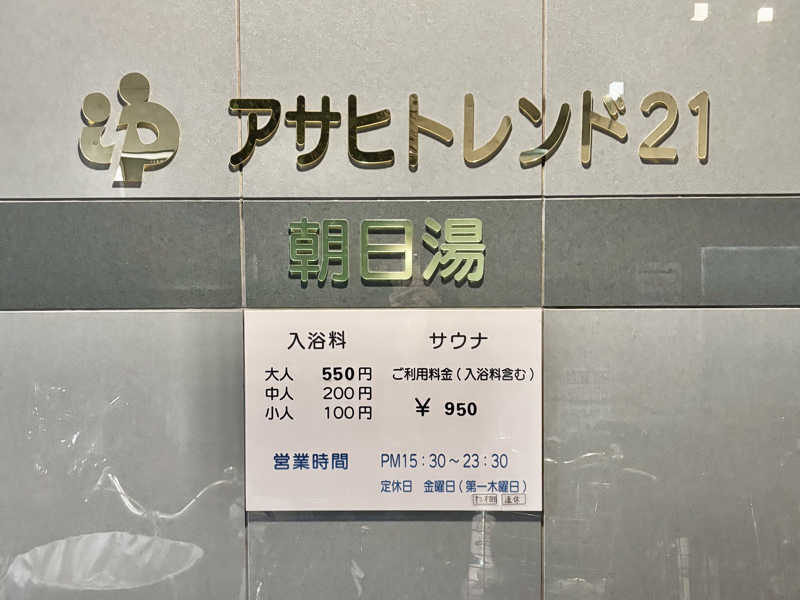 ゆ
アサヒトレンド21
朝日湯
入浴料 サウナ
大人 550円 ご利用料金(入浴料含む)
中人 200円
小人 100円 ¥ 950
営業時間 PM15:30~23:30
定休日 金曜日(第一木曜日)
連休